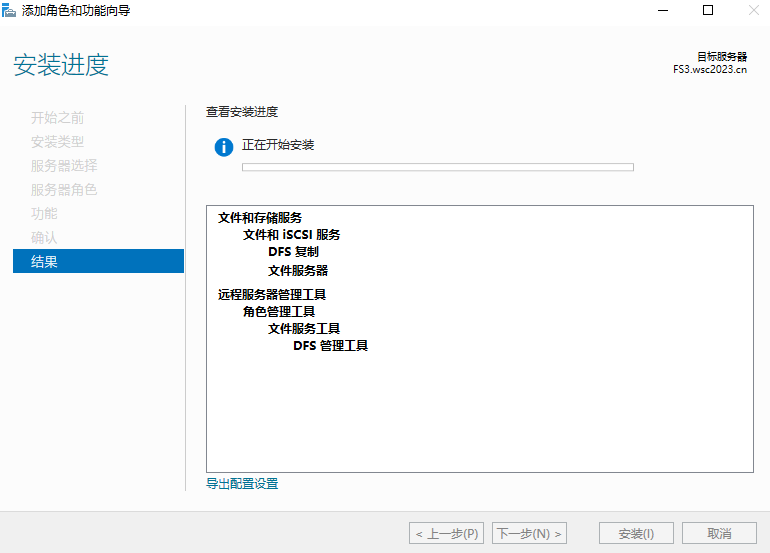 添加角色和功能向导
安装进度
目标服务器
FS3.wsc2023.cn
开始之前
安装类型
服务器选择
服务器角色
功能
确认
结果
查看安装进度
正在开始安装
文件和存储服务
文件和 iSCSI 服务
DFS 复制
文件服务器
远程服务器管理工具
角色管理工具
文件服务工具
DFS 管理工具
导出配置设置
< 上一步(P)
下一步(N) >
安装(I)
取消